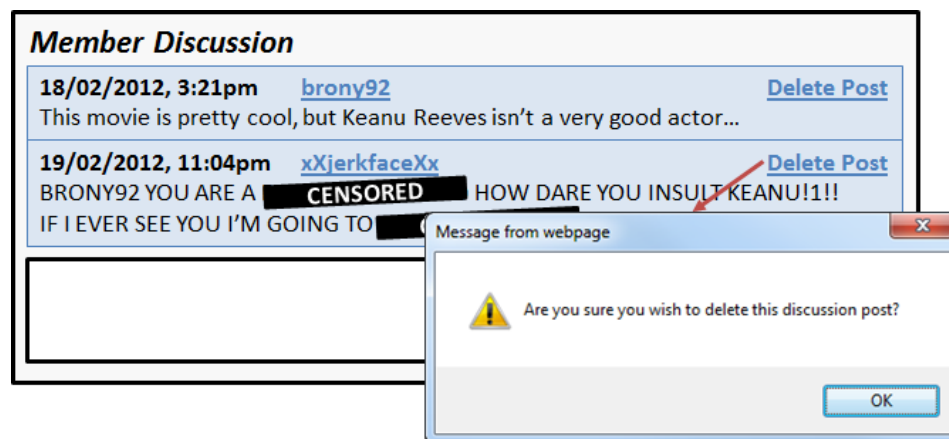 Member Discussion
18/02/2012, 3:21pm brony92 Delete Post
This movie is pretty cool, but Keanu Reeves isn't a very good actor...
19/02/2012, 11:04pm xXjerkfaceXx Delete Post
BRONY92 YOU ARE A CENSORED HOW DARE YOU INSULT KEANU!1!!
IF I EVER SEE YOU I'M GOING TO
Message from webpage
Are you sure you wish to delete this discussion post?
OK